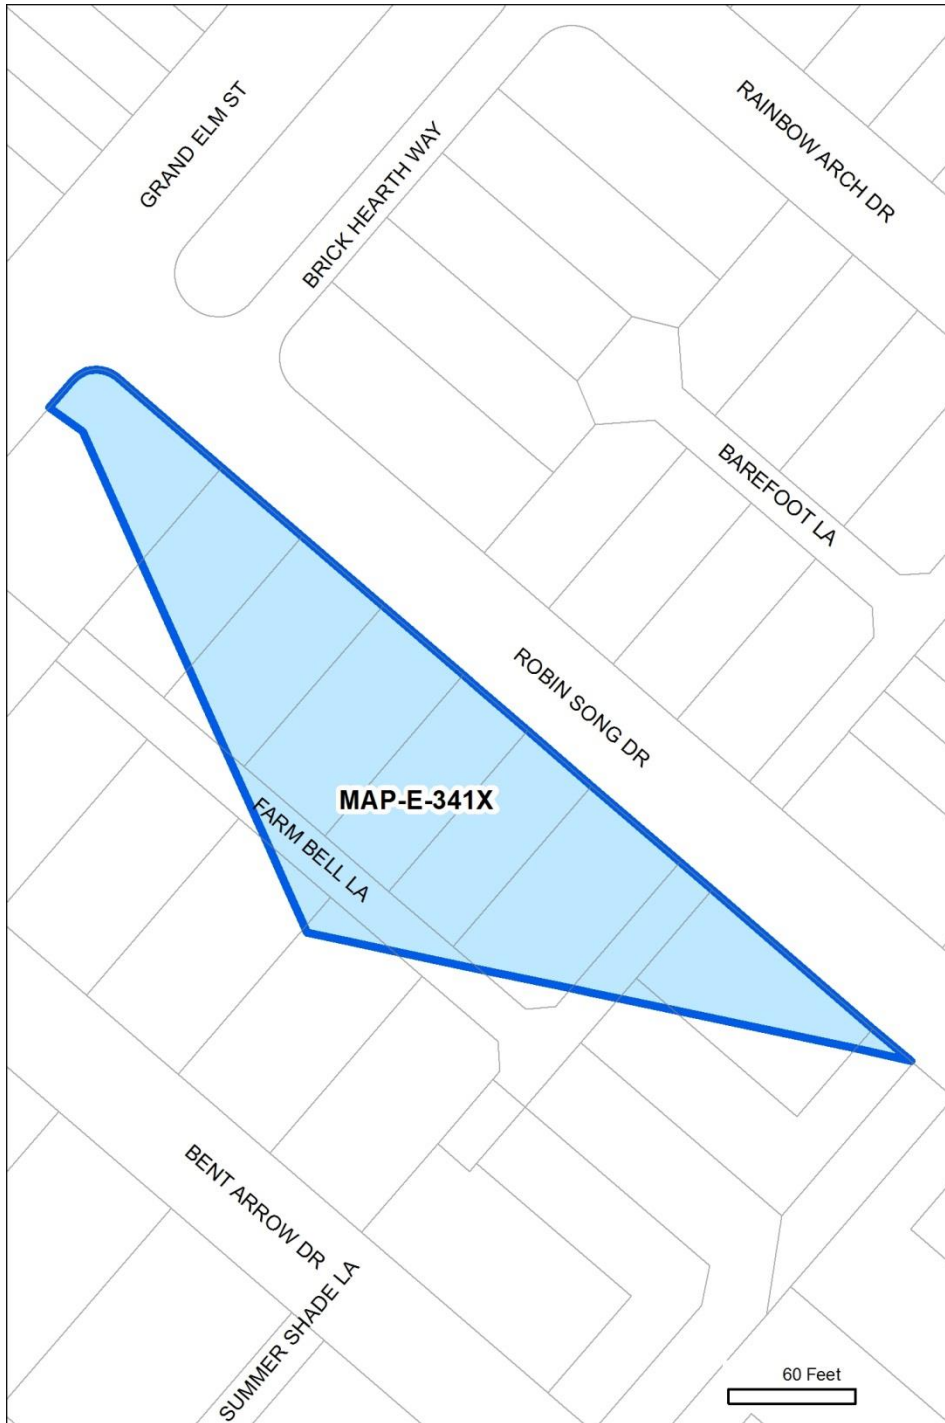 GRAND ELM ST
BRICK HEARTH WAY
RAINBOW ARCH DR
BAREFOOT LA
ROBIN SONG DR
MAP-E-341X
FARM BELL LA
BENT ARROW DR
SUMMER SHADE LA
60 Feet